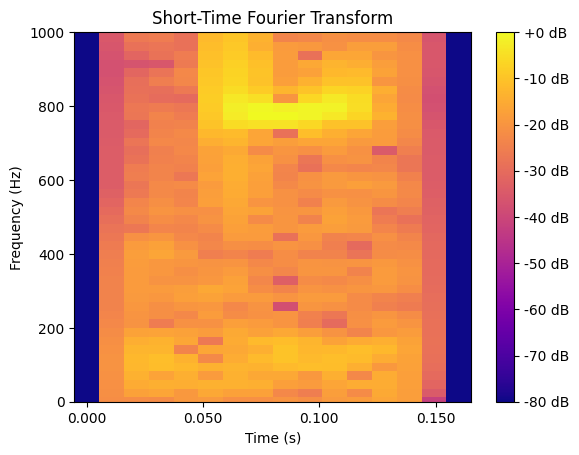 Short-Time Fourier Transform
1000
800
600
400
200
0
Frequency (Hz)
0.000
0.050
0.100
0.150
Time (s)
+0 dB
-10 dB
-20 dB
-30 dB
-40 dB
-50 dB
-60 dB
-70 dB
-80 dB